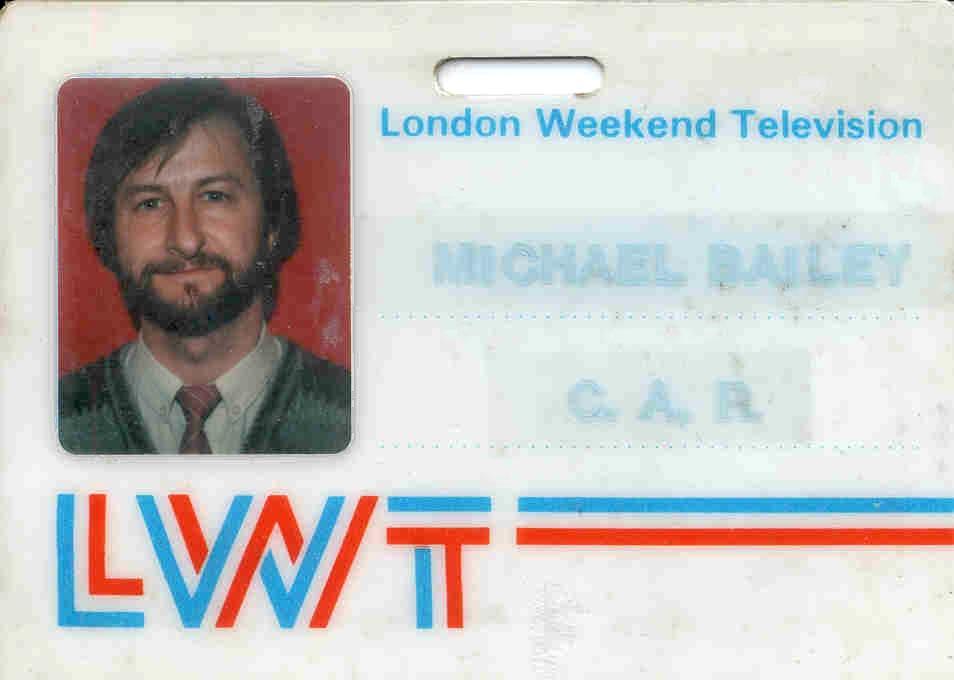 London Weekend Television
MICHAEL BAILEY
C. A. R.
LWT